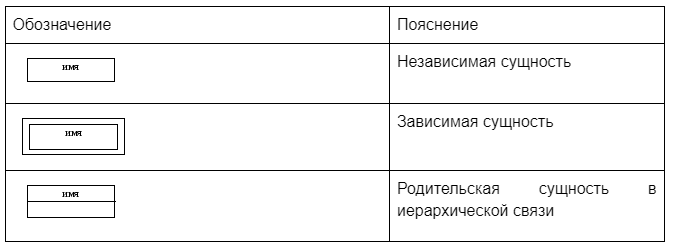 Обозначение Пояснение
имя Независимая сущность
имя Зависимая сущность
имя Родительская сущность в
иерархической связи